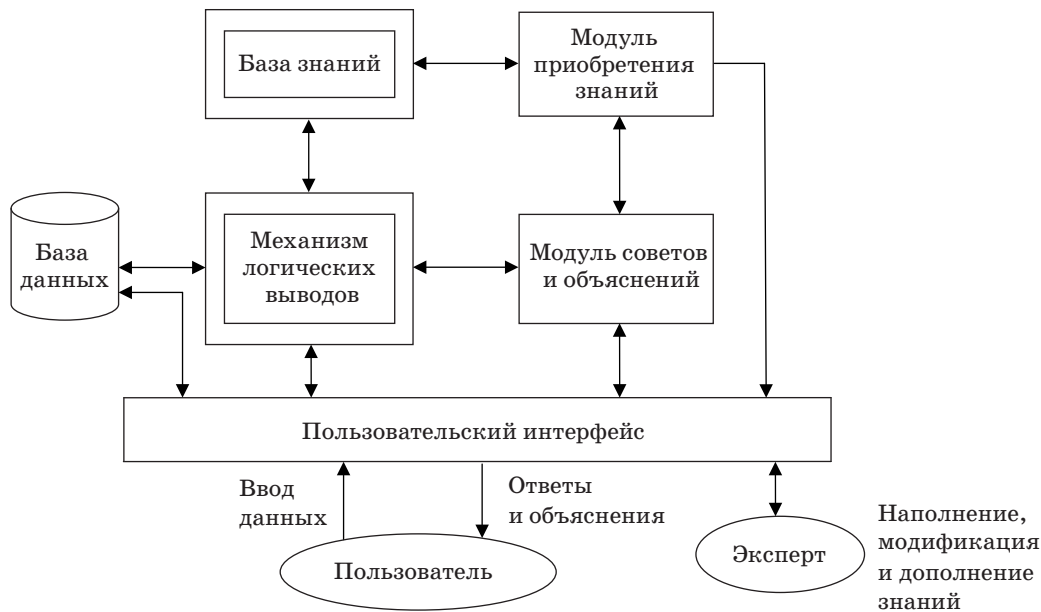 База знаний
Модуль
приобретения
знаний
База
данных
Механизм
логических
выводов
Модуль советов
и объяснений
Пользовательский интерфейс
Ввод
данных
Ответы
и объяснения
Пользователь
Эксперт
Наполнение,
модификация
и дополнение
знаний